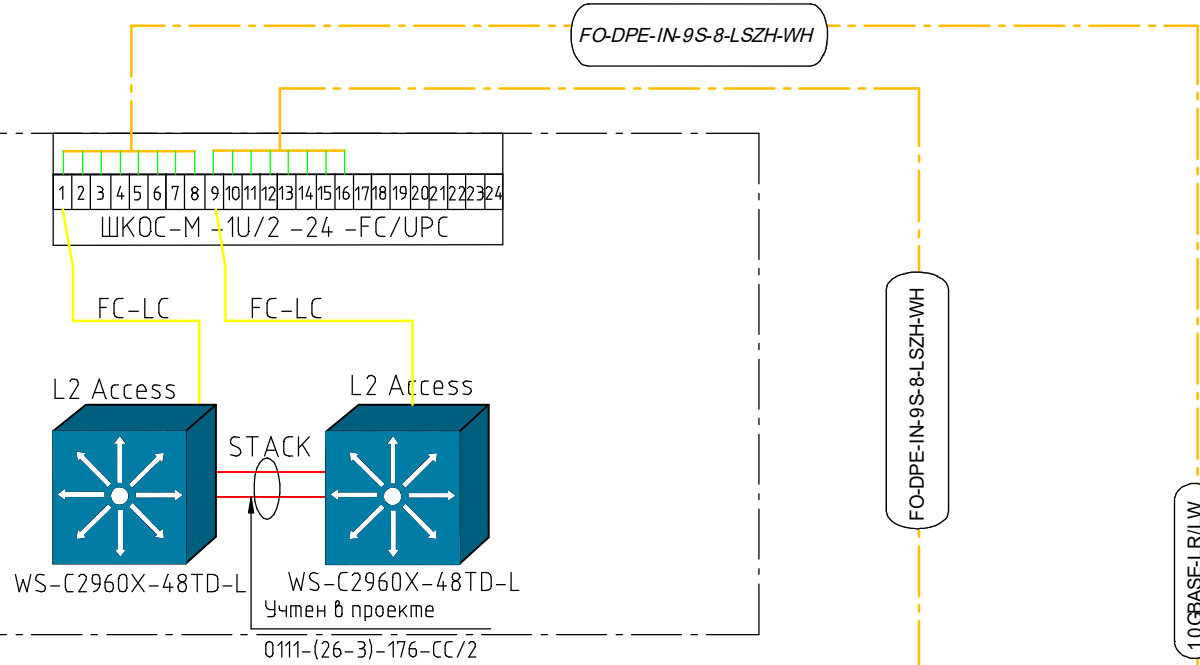 FO-DPE-IN-9S-8-LSZH-WH
1 2 3 4 5 6 7 8 9 10 11 12 13 14 15 16 17 18 19 20 21 22 23 24
ШКОС-М -1U/2 -24 -FC/UPC
FC-LC FC-LC
FO-DPE-IN-9S-8-LSZH-WH
L2 Access L2 Access
STACK
10GBASE-LR/LW
WS-C2960X-48TD-L WS-C2960X-48TD-L
Учтен в проекте
0111-(26-3)-176-СС/2